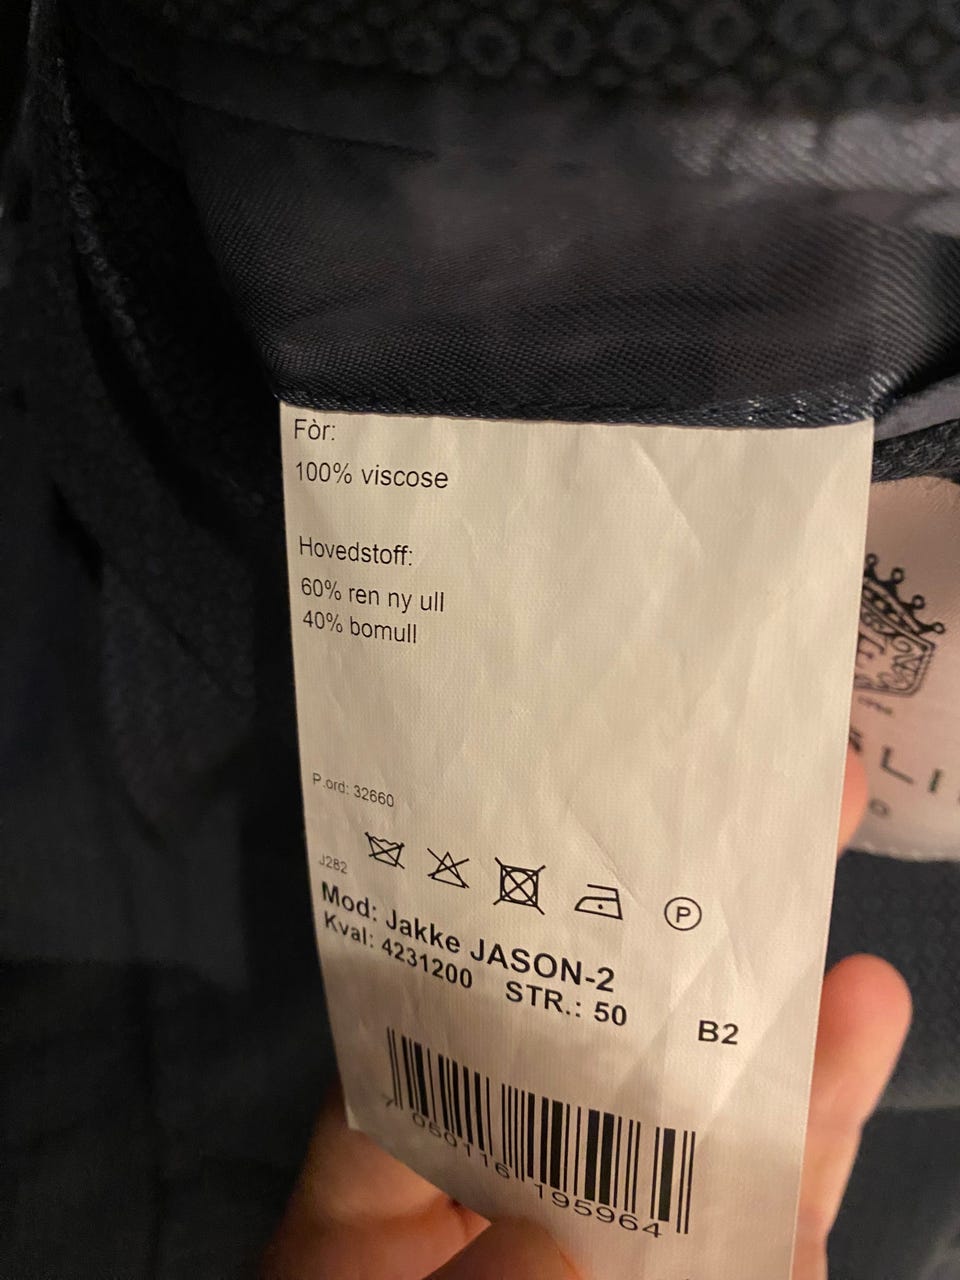 Fòr:
100% viscose
Hovedstoff:
60% ren ny ull
40% bomull
P.ord: 32660
J282
P
Mod: Jakke JASON-2
Kval: 4231200 STR.: 50
B2
7 050116 195964